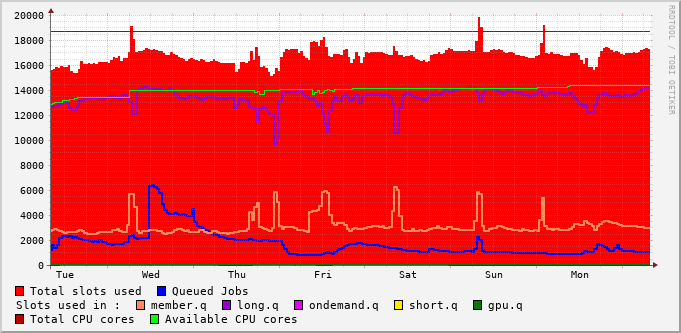 20000
18000
16000
14000
12000
10000
8000
6000
4000
2000
0
Tue Wed Thu Fri Sat Sun Mon
Total slots used Queued Jobs
Slots used in : member.q long.q ondemand.q short.q gpu.q
Total CPU cores Available CPU cores
RRDTOOL / TOBI OETIKER